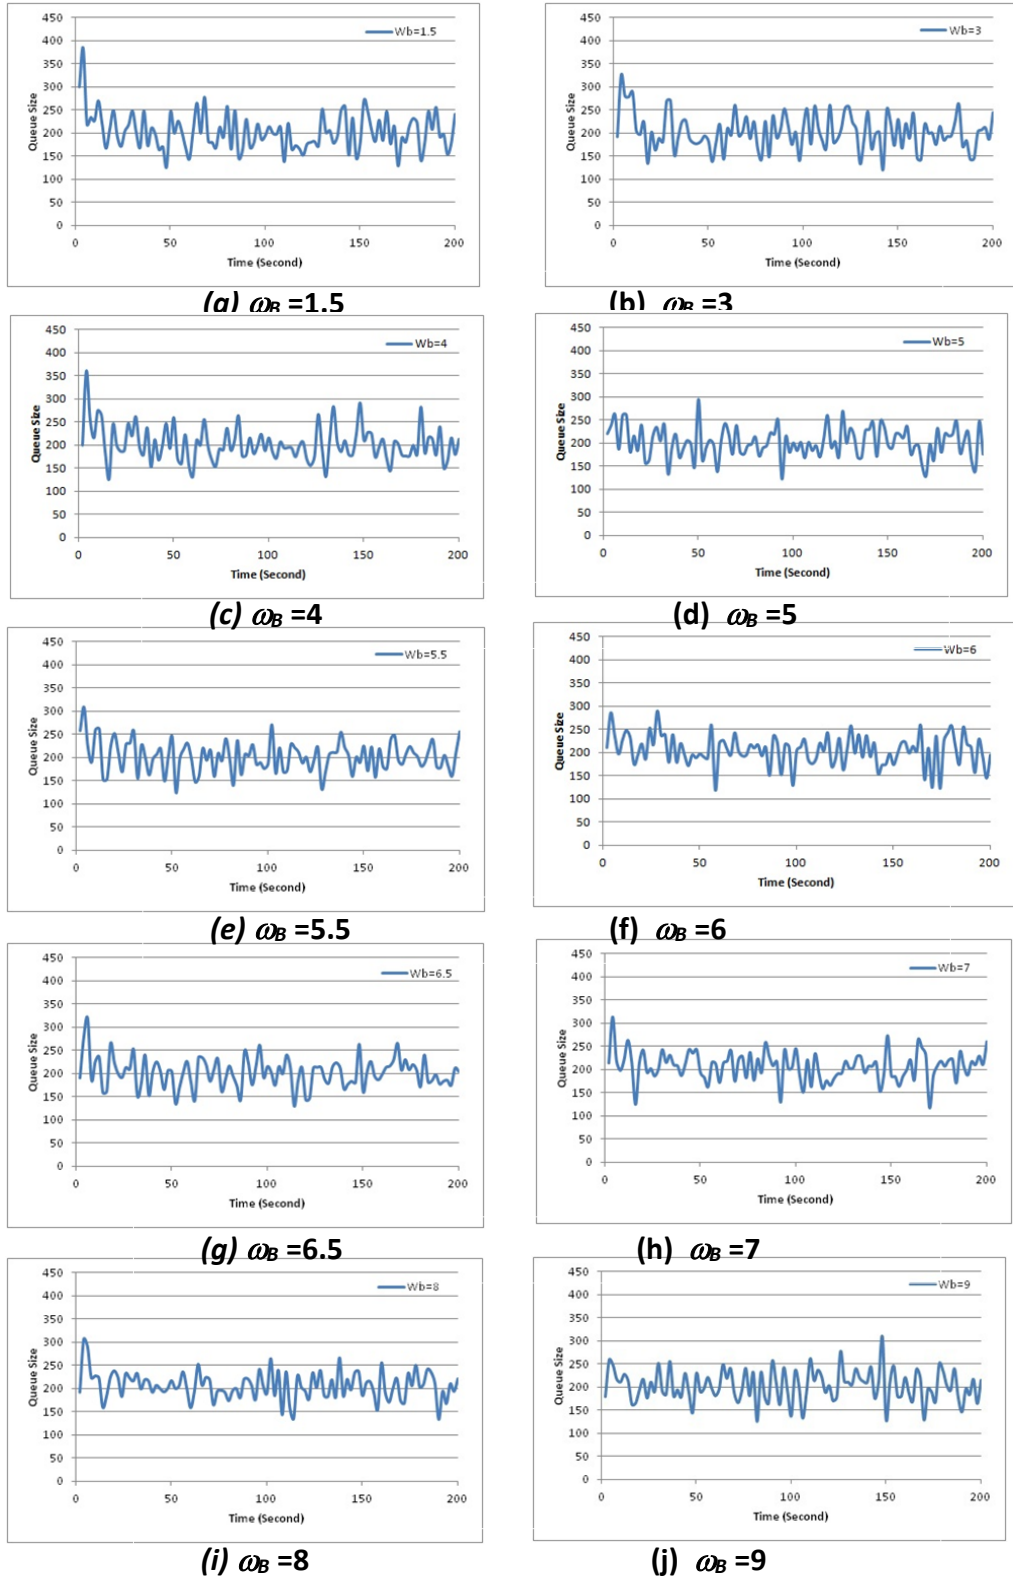 450
400
350
300
250
200
150
100
50
0
Queue Size
Wb=1.5
0 50 100 150 200
Time (Second)
(a) ωB =1.5
450
400
350
300
250
200
150
100
50
0
Queue Size
Wb=3
0 50 100 150 200
Time (Second)
(b) ωB =3
450
400
350
300
250
200
150
100
50
0
Queue Size
Wb=4
0 50 100 150 200
Time (Second)
(c) ωB =4
450
400
350
300
250
200
150
100
50
0
Queue Size
Wb=5
0 50 100 150 200
Time (Second)
(d) ωB =5
450
400
350
300
250
200
150
100
50
0
Queue Size
Wb=5.5
0 50 100 150 200
Time (Second)
(e) ωB =5.5
450
400
350
300
250
200
150
100
50
0
Queue Size
Wb=6
0 50 100 150 200
Time (Second)
(f) ωB =6
450
400
350
300
250
200
150
100
50
0
Queue Size
Wb=6.5
0 50 100 150 200
Time (Second)
(g) ωB =6.5
450
400
350
300
250
200
150
100
50
0
Queue Size
Wb=7
0 50 100 150 200
Time (Second)
(h) ωB =7
450
400
350
300
250
200
150
100
50
0
Queue Size
Wb=8
0 50 100 150 200
Time (Second)
(i) ωB =8
450
400
350
300
250
200
150
100
50
0
Queue Size
Wb=9
0 50 100 150 200
Time (Second)
(j) ωB =9